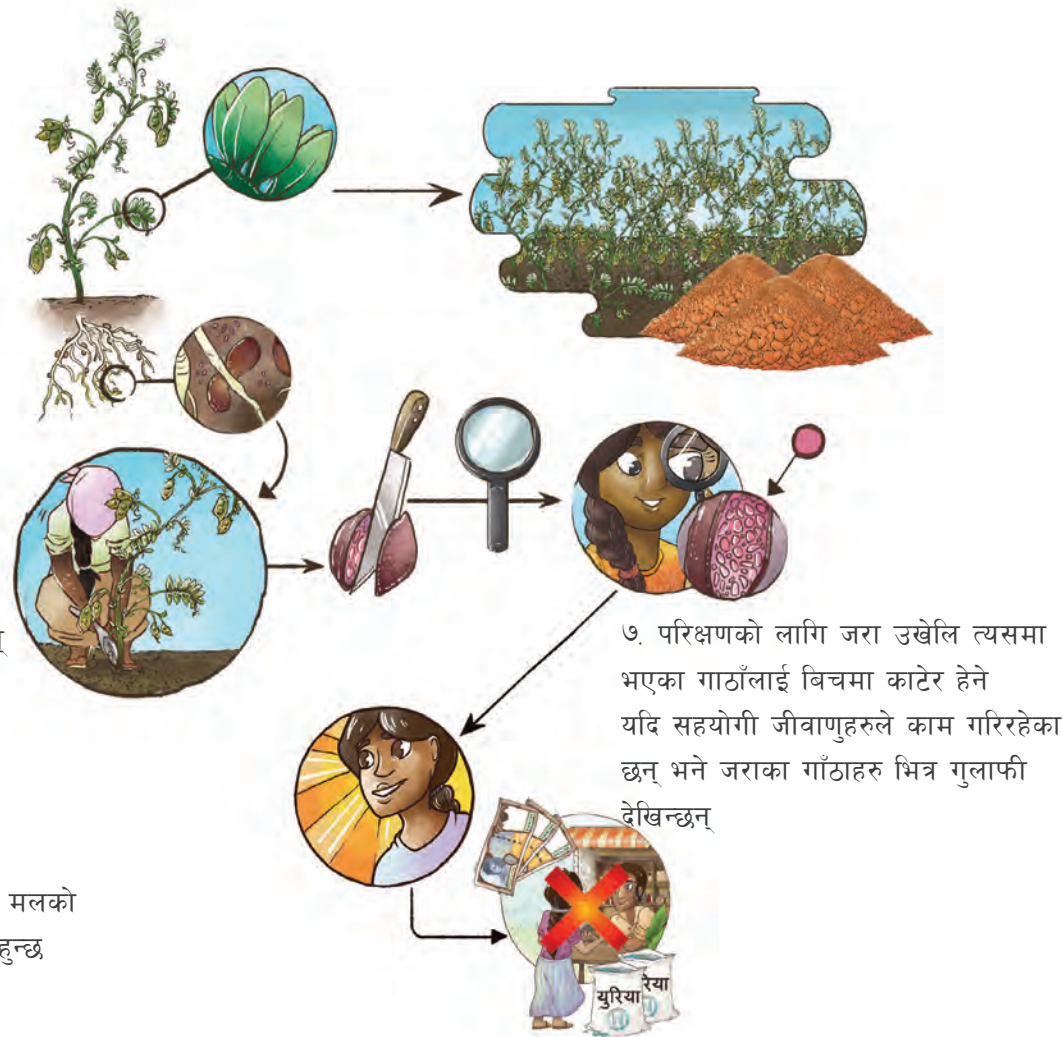 ७. परिक्षणको लागि जरा उखेलि त्यसमा
भएका गाठाँलाई बिचमा काटेर हेने
यदि सहयोगी जीवाणुहरुले काम गरिरहेका
छन् भने जराका गाँठाहरु भित्र गुलाफी
देखिन्छन्
मलको
हुन्छ
युरिया
रिया